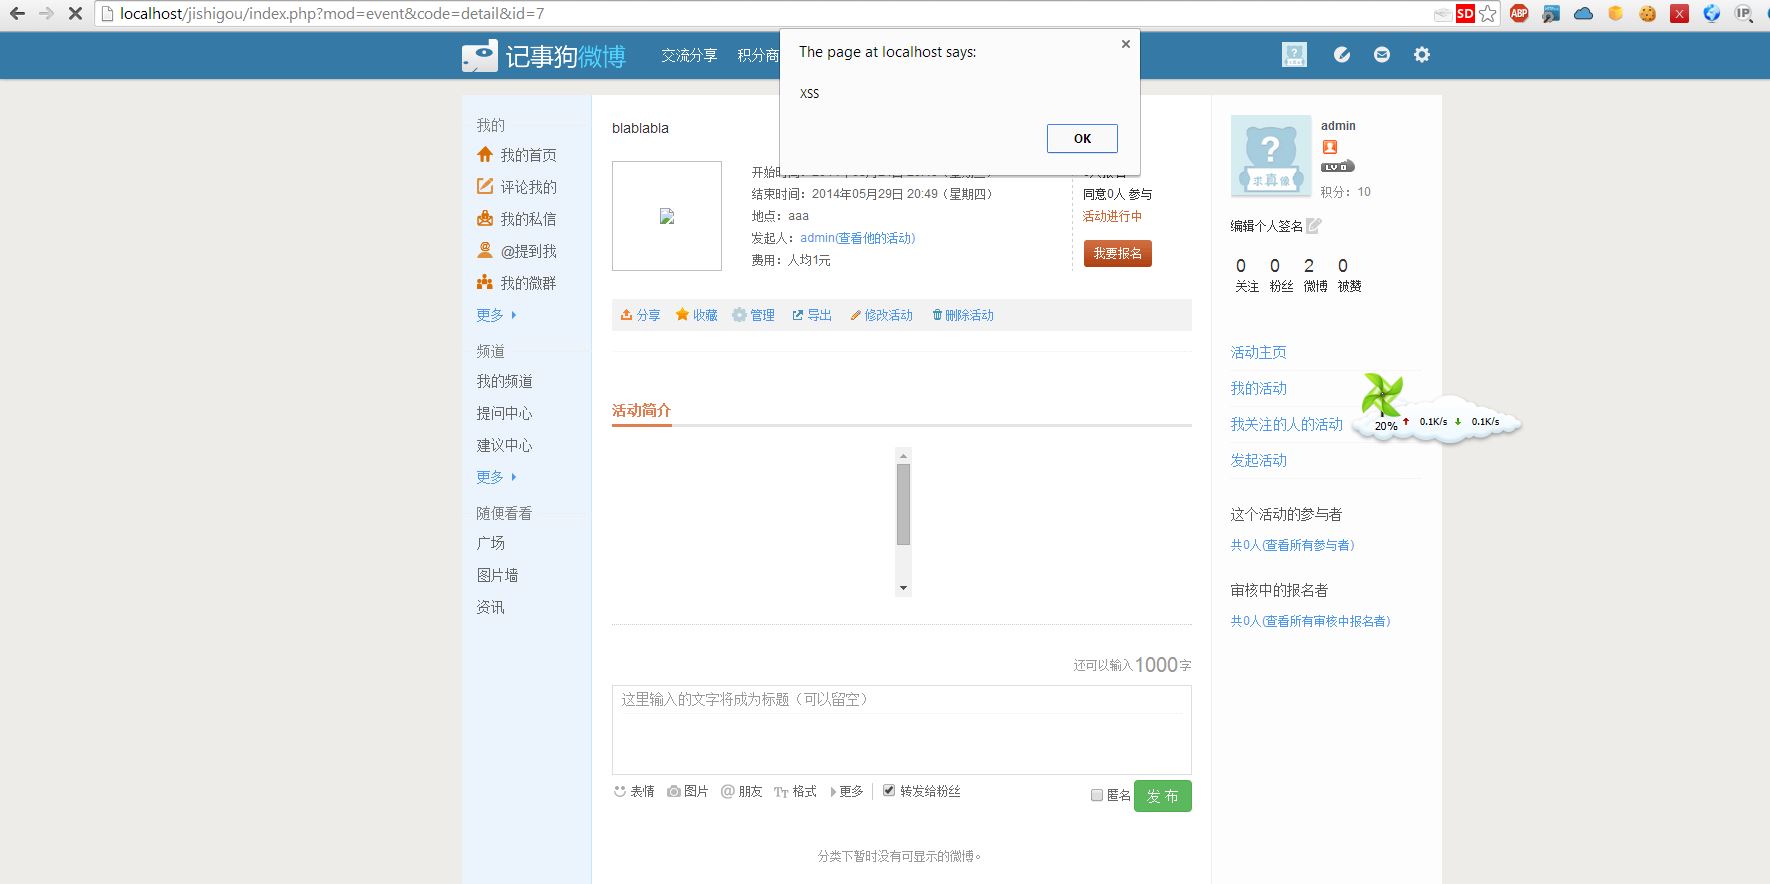 localhost/jishigou/index.php?mod=event&code=detail&id=7
SD
ABP
X
IP
记事狗微博
交流分享
积分商
The page at localhost says:
XSS
OK
我的
我的首页
评论我的
我的私信
@提到我
我的微群
更多
频道
我的频道
提问中心
建议中心
更多
随便看看
广场
图片墙
资讯
blablabla
结束时间：2014年05月29日 20:49（星期四）
地点：aaa
发起人：admin(查看他的活动)
费用：人均1元
同意0人 参与
活动进行中
我要报名
分享
收藏
管理
导出
修改活动
删除活动
活动简介
还可以输入1000字
这里输入的文字将成为标题（可以留空）
表情
图片
@朋友
格式
更多
转发给粉丝
匿名
发布
分类下暂时没有可显示的微博。
求真像
admin
LV 0
积分：10
编辑个人签名
0 0 2 0
关注 粉丝 微博 被赞
活动主页
我的活动
我关注的人的活动
发起活动
20% 0.1K/s 0.1K/s
这个活动的参与者
共0人(查看所有参与者)
审核中的报名者
共0人(查看所有审核中报名者)